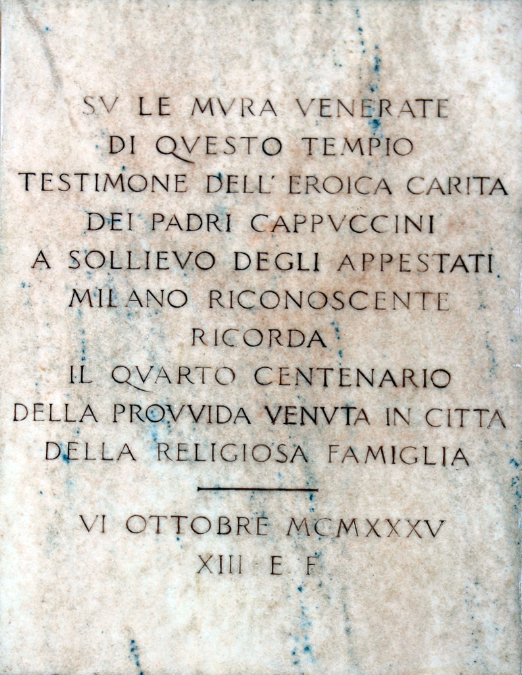 SV LE MVRA VENERATE
DI QVESTO TEMPIO
TESTIMONE DELL' EROICA CARITA
DEI PADRI CAPPVCCINI
A SOLLIEVO DEGLI APPESTATI
MILANO RICONOSCENTE
RICORDA
IL QVARTO CENTENARIO
DELLA PROVVIDA VENVTA IN CITTA
DELLA RELIGIOSA FAMIGLIA
VI OTTOBRE MCMXXXV
XIII E F